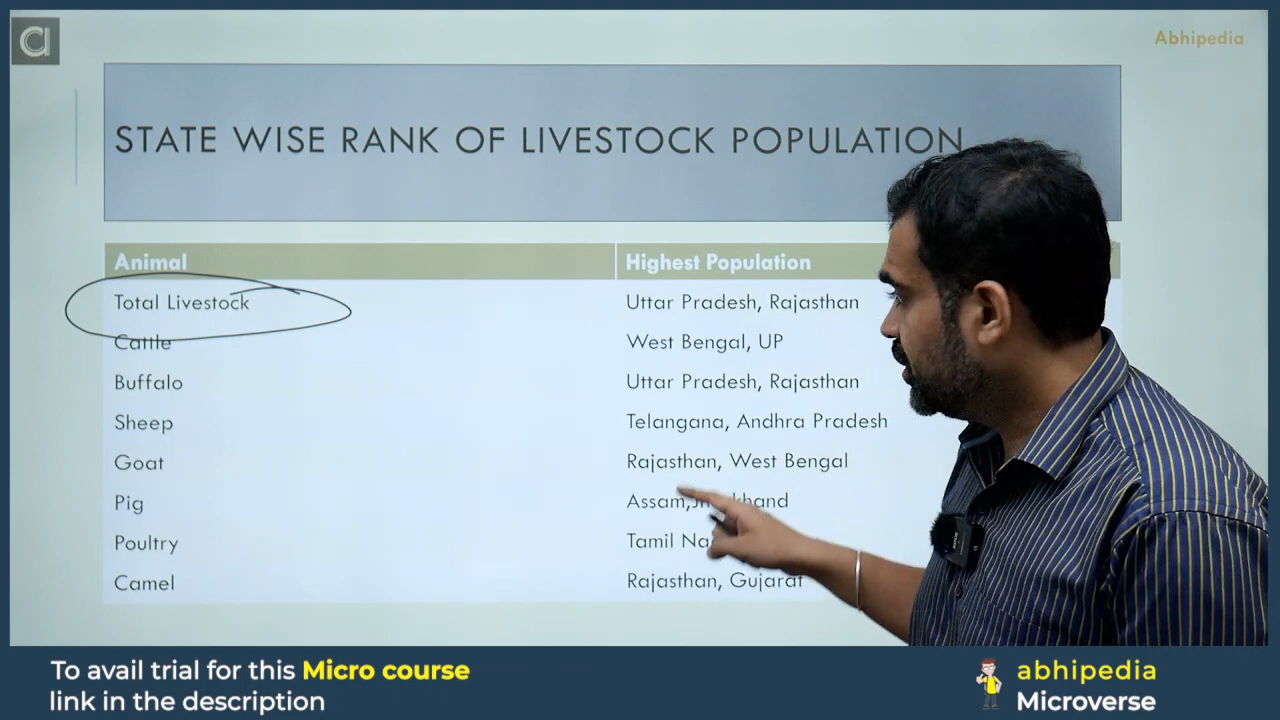 a
Abhipedia
STATE WISE RANK OF LIVESTOCK POPULATION
Animal Highest Population
Total Livestock Uttar Pradesh, Rajasthan
Cattle West Bengal, UP
Buffalo Uttar Pradesh, Rajasthan
Sheep Telangana, Andhra Pradesh
Goat Rajasthan, West Bengal
Pig Assam,
Poultry Tamil
Camel Rajasthan, Gujarat
To avail trial for this Micro course
link in the description
abhipedia
Microverse